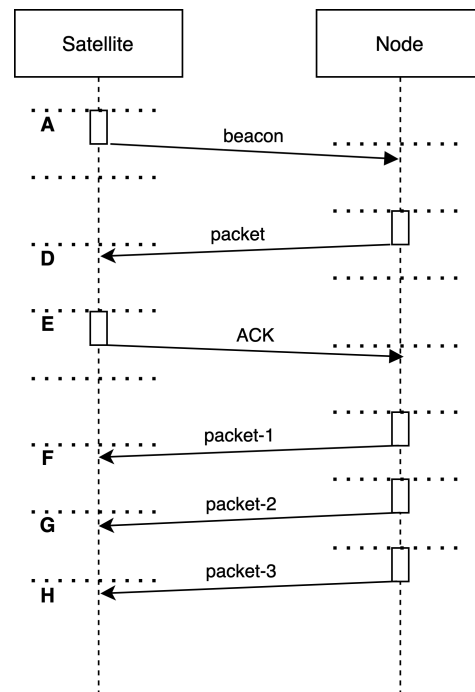 Satellite
Node
A
beacon
packet
D
E
ACK
packet-1
F
packet-2
G
packet-3
H